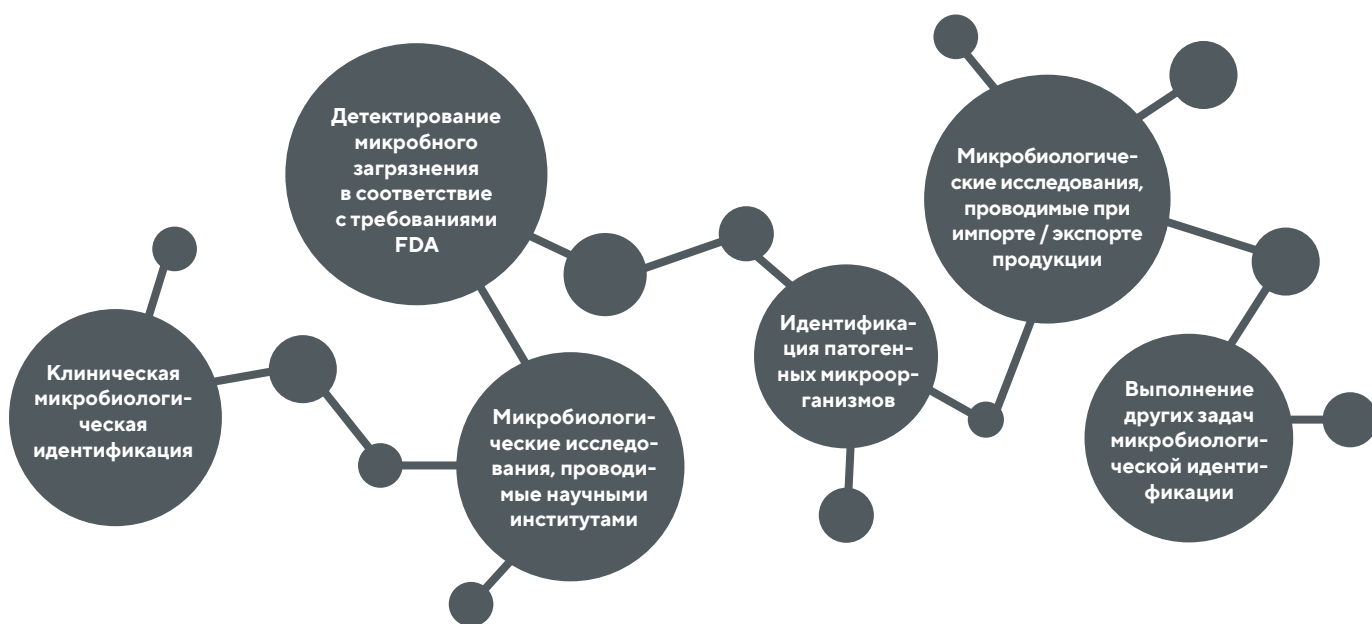 Клиническая
микробиологи-
ческая
идентификация
Детектирование
микробного
загрязнения
в соответствие
с требованиями
FDA
Микробиологи-
ческие исследо-
вания, проводи-
мые научными
институтами
Идентифика-
ция патоген-
ных микроор-
ганизмов
Микробиологиче-
ские исследования,
проводимые при
импорте / экспорте
продукции
Выполнение
других задач
микробиологи-
ческой иденти-
фикации